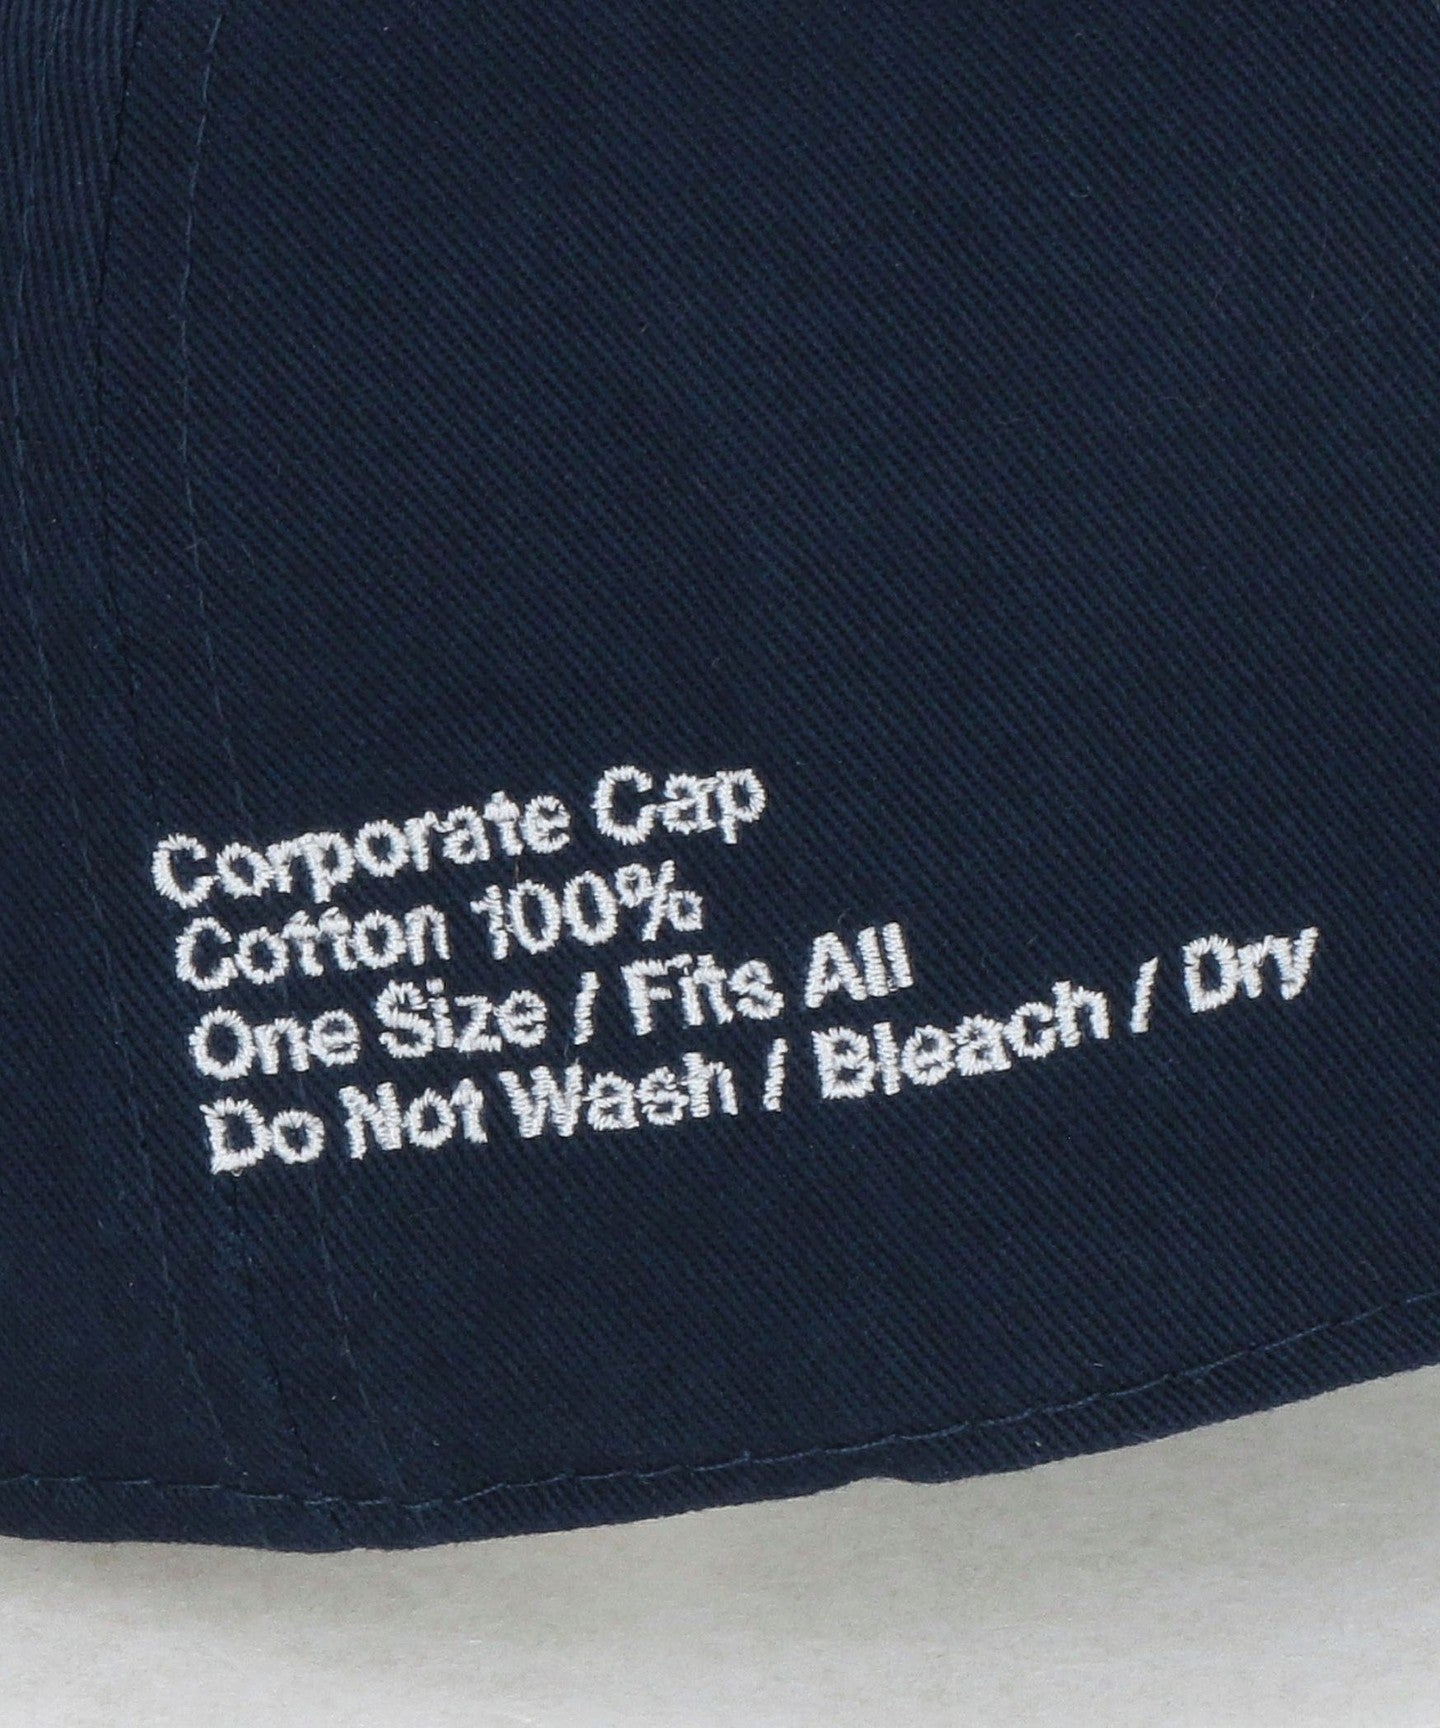 Corporate Cap
Cotton 100%
One Size / Fits All
Do Not Wash / Bleach / Dry